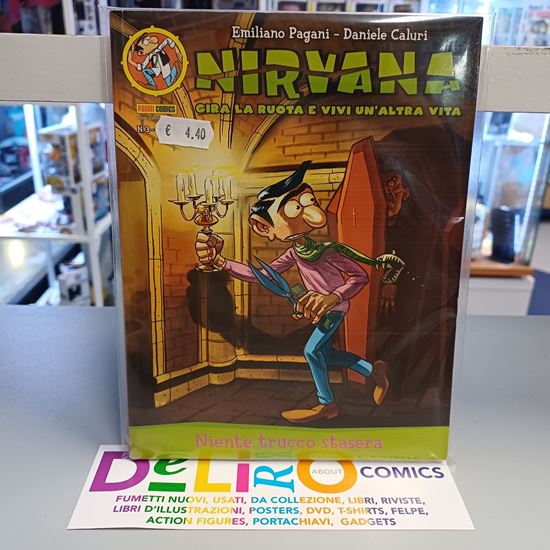 Emiliano Pagani - Daniele Caluri
NIRVANA
GIRA LA RUOTA E VIVI UN'ALTRA VITA
PANINI COMICS
N.3
€ 4.40
Niente trucco stasera
DeLiRiO
ABOUT
COMICS
FUMETTI NUOVI, USATI, DA COLLEZIONE, LIBRI, RIVISTE,
LIBRI D'ILLUSTRAZIONI, POSTERS, DVD, T-SHIRTS, FELPE,
ACTION FIGURES, PORTACHIAVI, GADGETS